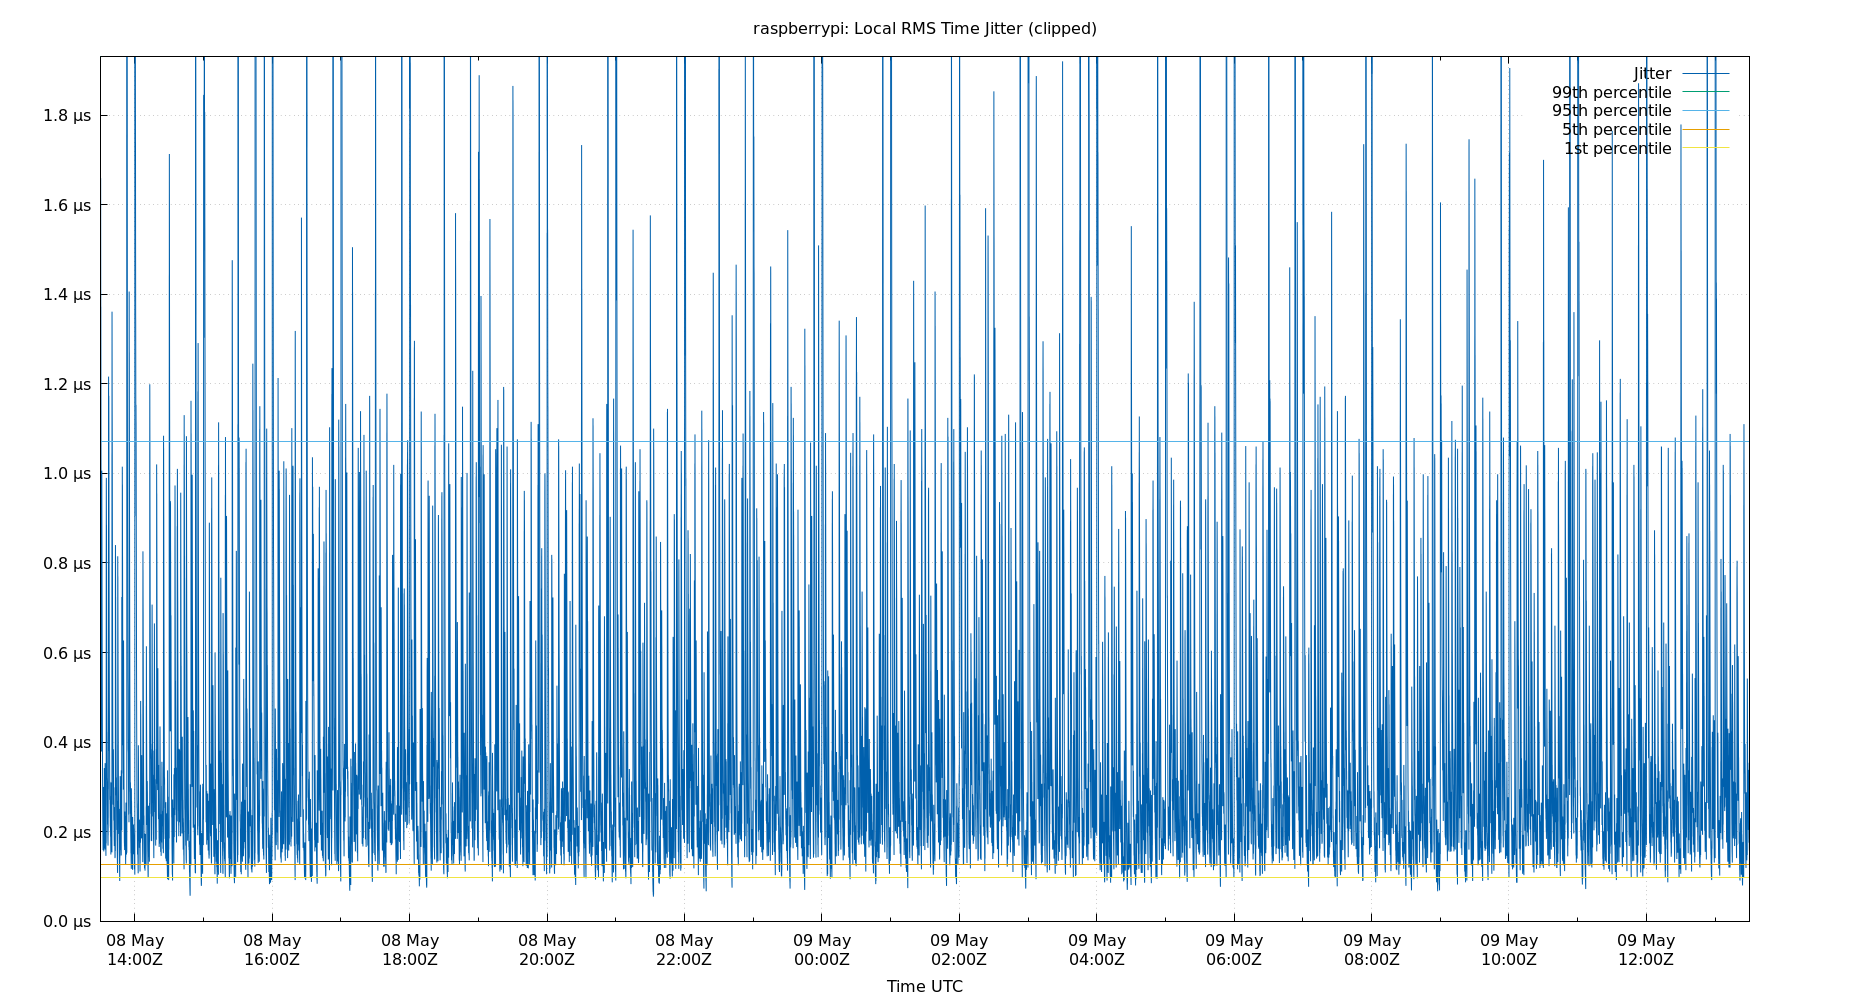 raspberrypi: Local RMS Time Jitter (clipped)
Jitter
99th percentile
95th percentile
5th percentile
1st percentile
1.8 μs
1.6 μs
1.4 μs
1.2 μs
1.0 μs
0.8 μs
0.6 μs
0.4 μs
0.2 μs
0.0 μs
08 May 08 May 08 May 08 May 08 May 09 May 09 May 09 May 09 May 09 May 09 May 09 May
14:00Z 16:00Z 18:00Z 20:00Z 22:00Z 00:00Z 02:00Z 04:00Z 06:00Z 08:00Z 10:00Z 12:00Z
Time UTC